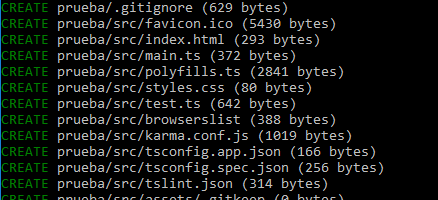 CREATE prueba/.gitignore (629 bytes)
CREATE prueba/src/favicon.ico (5430 bytes)
CREATE prueba/src/index.html (293 bytes)
CREATE prueba/src/main.ts (372 bytes)
CREATE prueba/src/polyfills.ts (2841 bytes)
CREATE prueba/src/styles.css (80 bytes)
CREATE prueba/src/test.ts (642 bytes)
CREATE prueba/src/browserslist (388 bytes)
CREATE prueba/src/karma.conf.js (1019 bytes)
CREATE prueba/src/tsconfig.app.json (166 bytes)
CREATE prueba/src/tsconfig.spec.json (256 bytes)
CREATE prueba/src/tslint.json (314 bytes)
CREATE prueba/src/assets/.gitkeep (0 bytes)